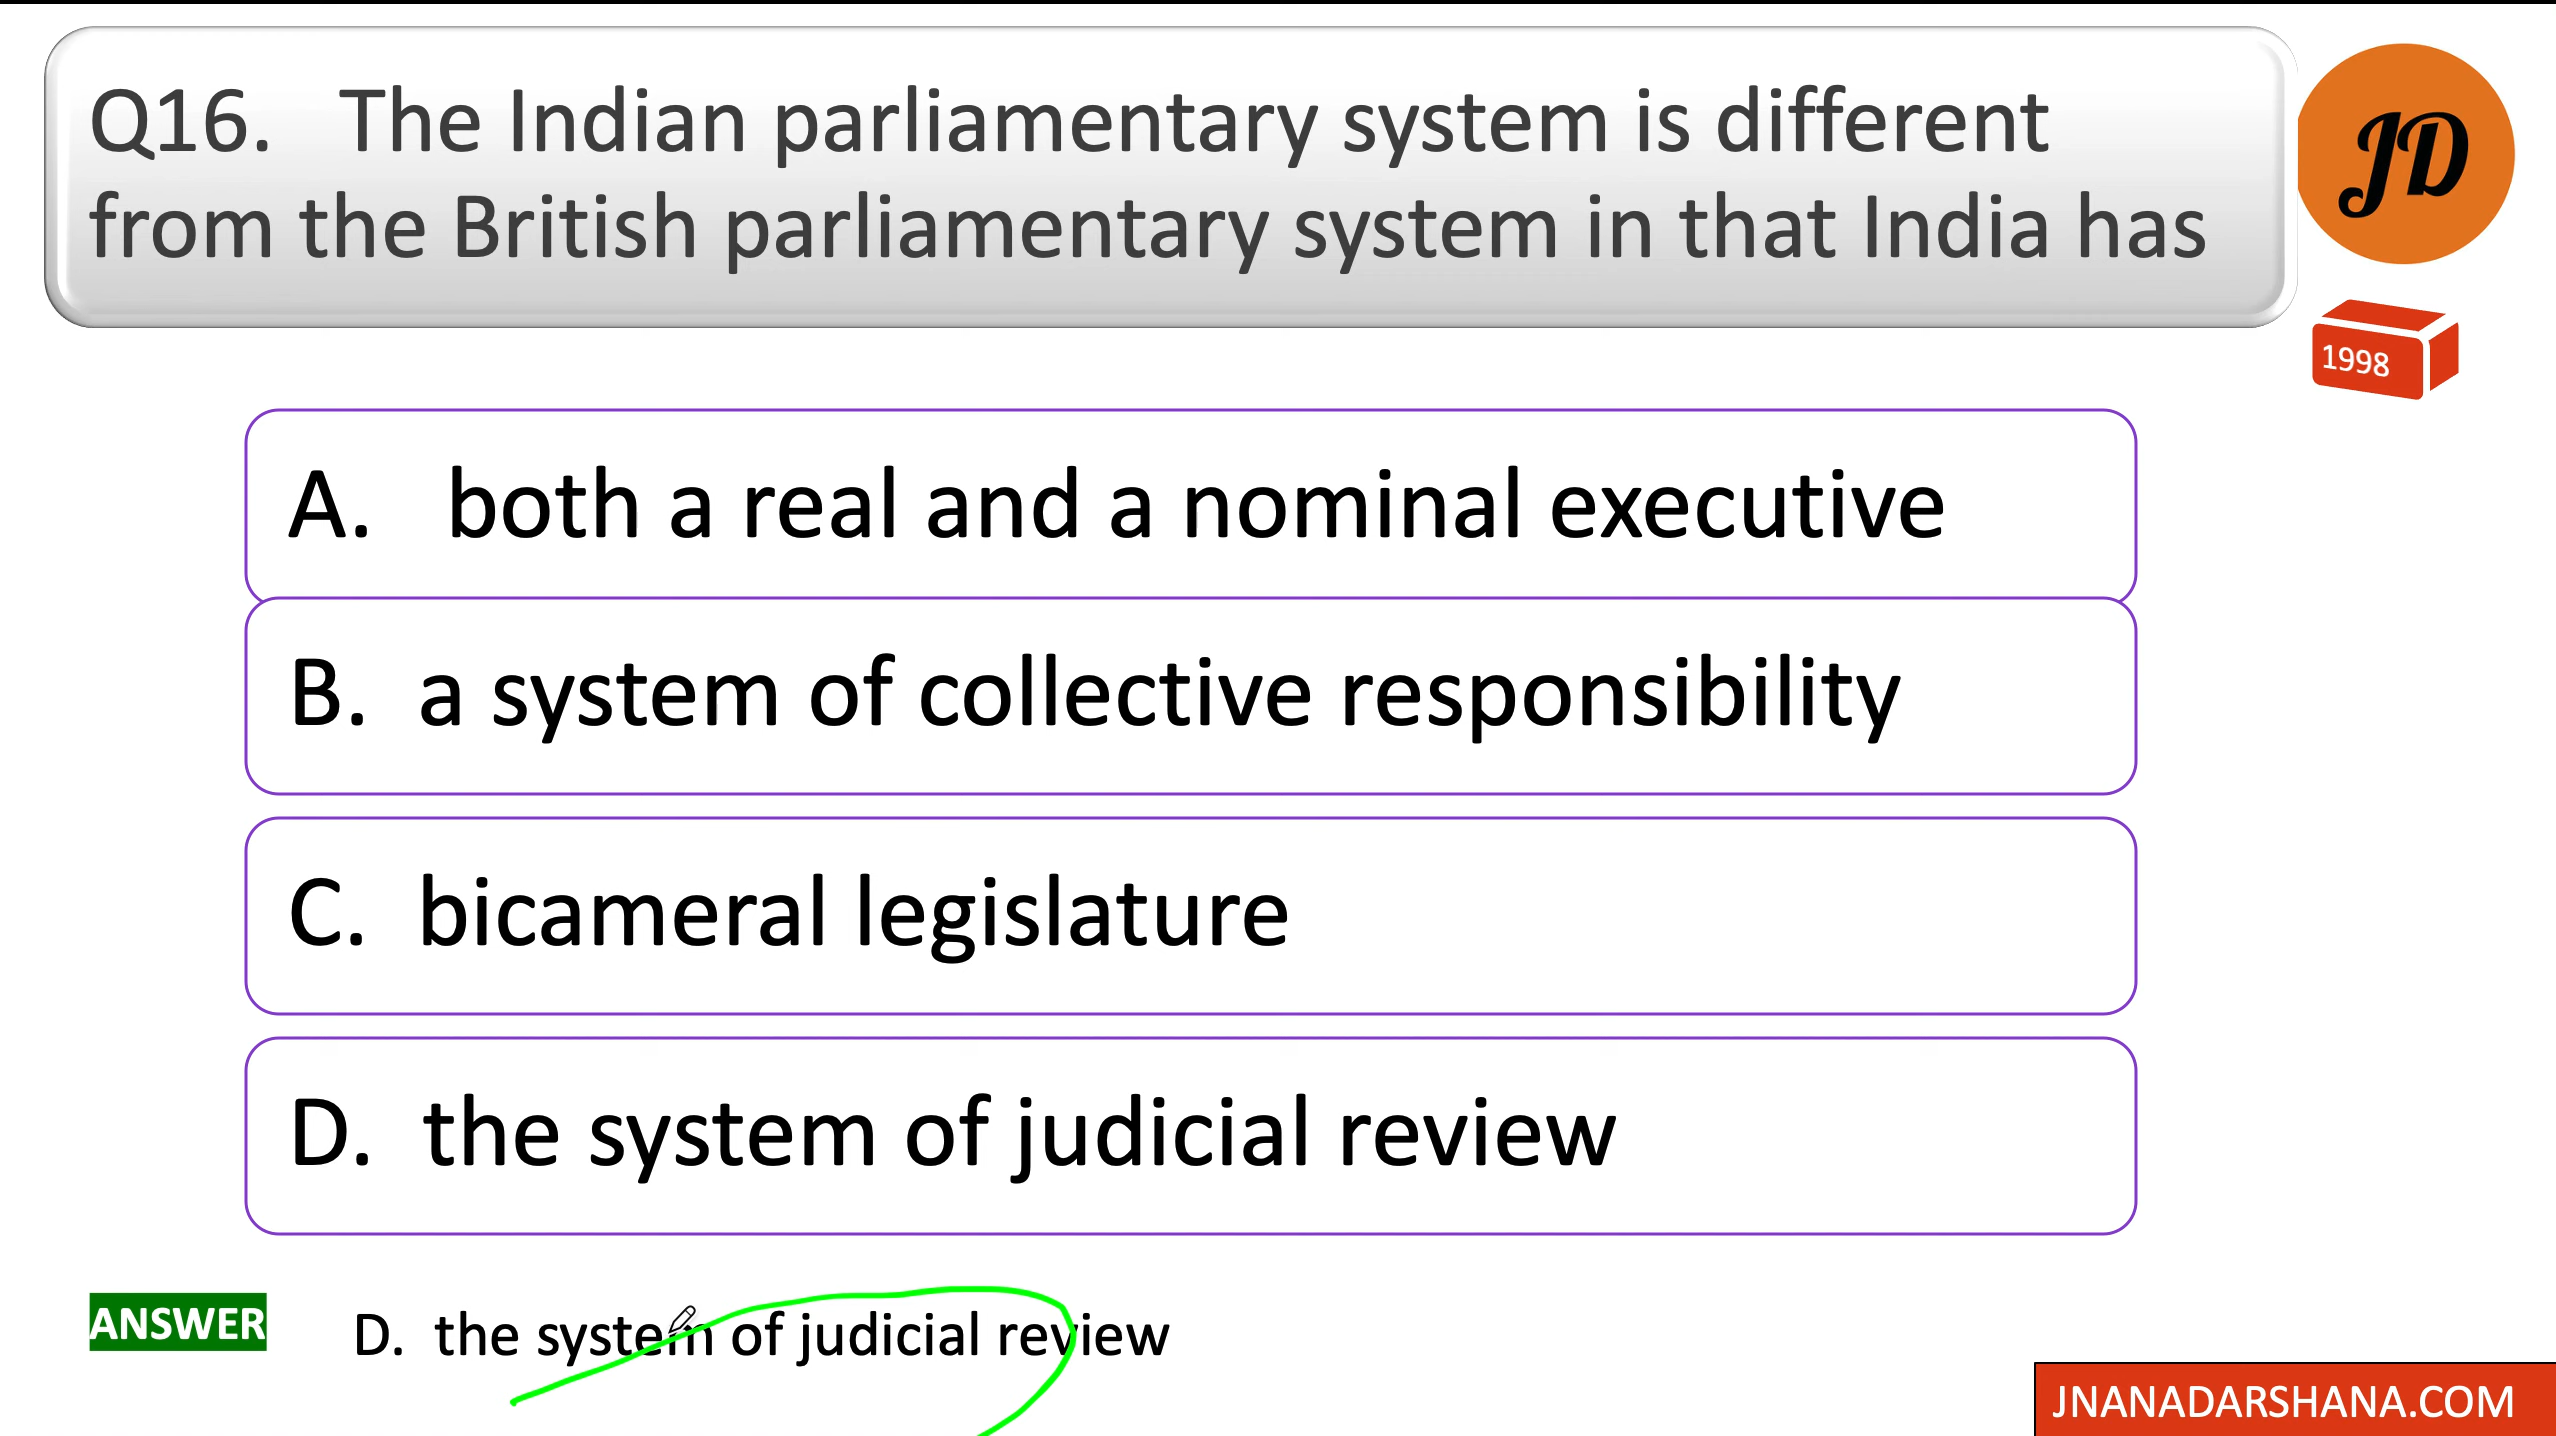 Q16. The Indian parliamentary system is different
from the British parliamentary system in that India has
JD
1998
A. both a real and a nominal executive
B. a system of collective responsibility
C. bicameral legislature
D. the system of judicial review
ANSWER D. the system of judicial review
JNANADARSHANA.COM